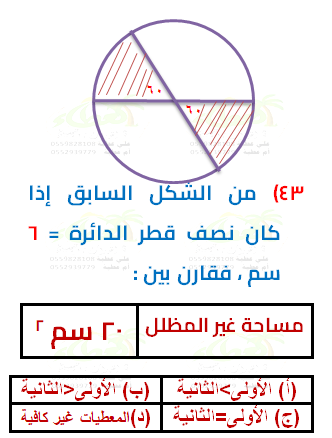 ٦٠
٦٠
٤٣) من الشكل السابق إذا
كان نصف قطر الدائرة = ٦
سم ، فقارن بين :
مساحة غير المظلل
٢٠ سم ٢
(أ) الأولى>الثانية
(ب) الأولى<الثانية
(ج) الأولى=الثانية
(د)المعطيات غير كافية